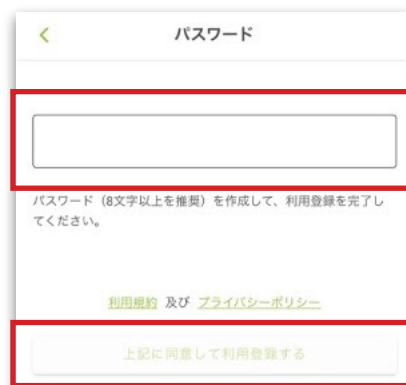 パスワード
パスワード（8文字以上を推奨）を作成して、利用登録を完了し
てください。
利用規約 及び プライバシーポリシー
上記に同意して利用登録する